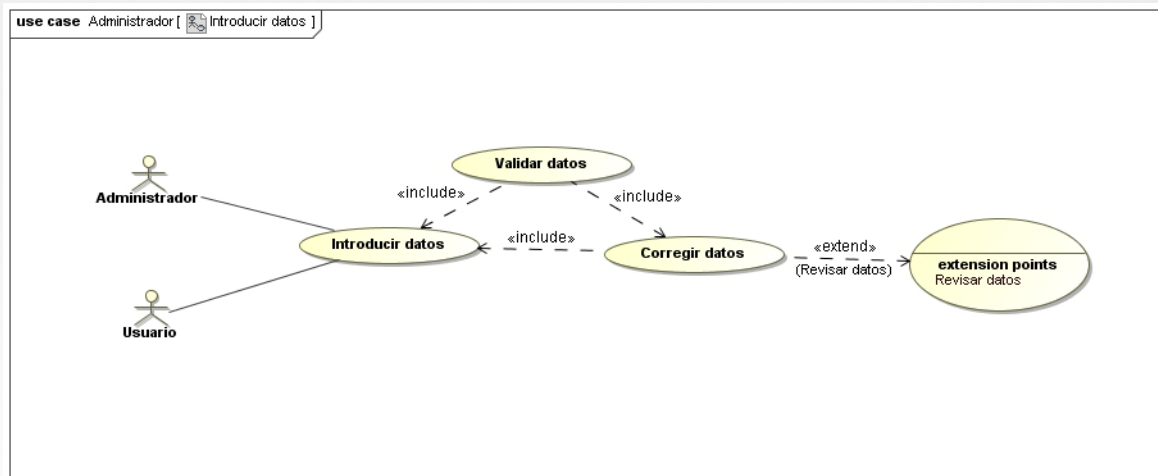 use case Administrador [ Introducir datos ]
Validar datos
Administrador
«include»
«include»
Introducir datos
«include»
Corregir datos
«extend»
(Revisar datos)
extension points
Revisar datos
Usuario